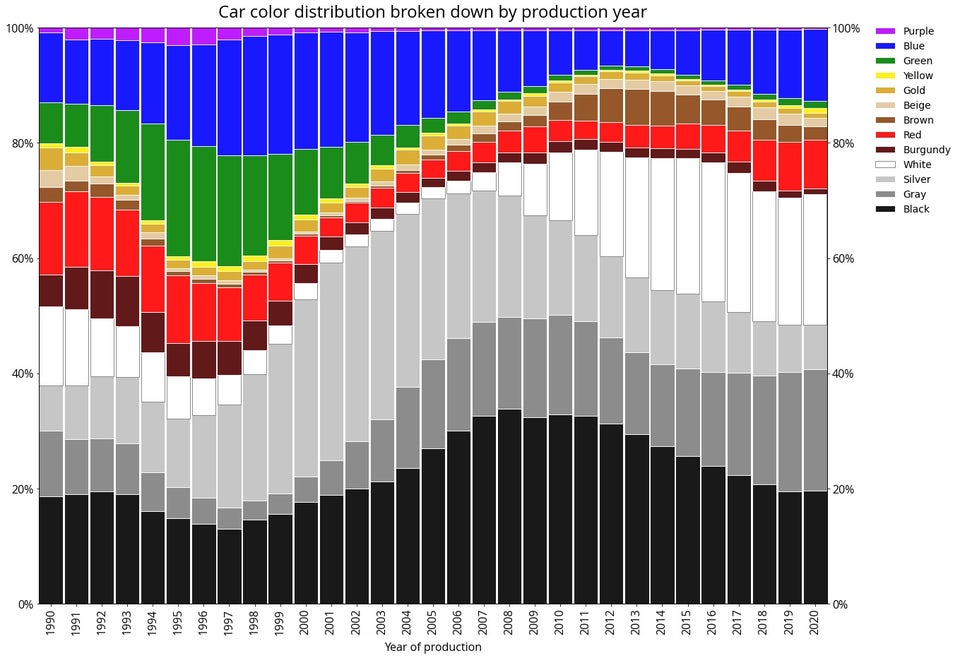 Car color distribution broken down by production year
100%
80%
60%
40%
20%
0%
100%
80%
60%
40%
20%
0%
1990
1991
1992
1993
1994
1995
1996
1997
1998
1999
2000
2001
2002
2003
2004
2005
2006
2007
2008
2009
2010
2011
2012
2013
2014
2015
2016
2017
2018
2019
2020
Year of production
Purple
Blue
Green
Yellow
Gold
Beige
Brown
Red
Burgundy
White
Silver
Gray
Black